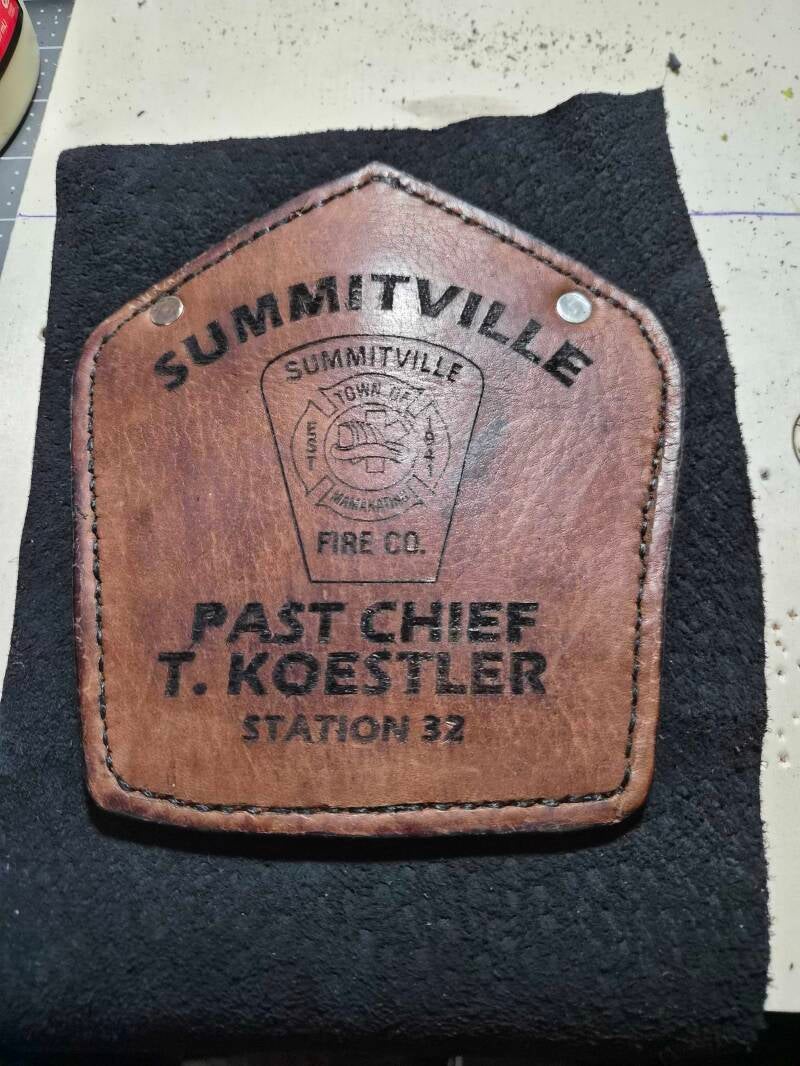 SUMMITVILLE
SUMMITVILLE
TOWN OF
EST 1941
MAMAKATING
FIRE CO.
PAST CHIEF
T. KOESTLER
STATION 32